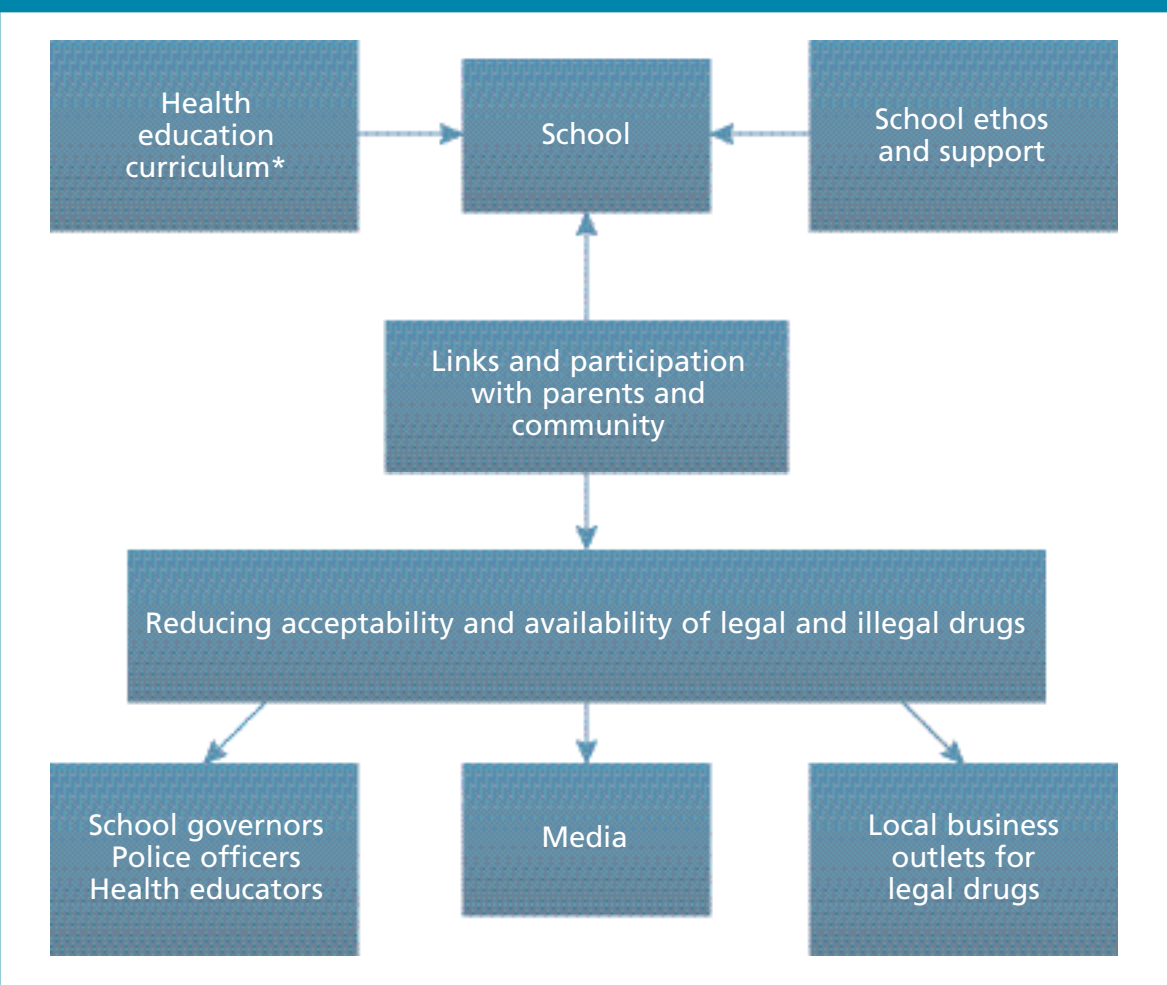 Health
education
curriculum*
School
School ethos
and support
Links and participation
with parents and
community
Reducing acceptability and availability of legal and illegal drugs
School governors
Police officers
Health educators
Media
Local business
outlets for
legal drugs